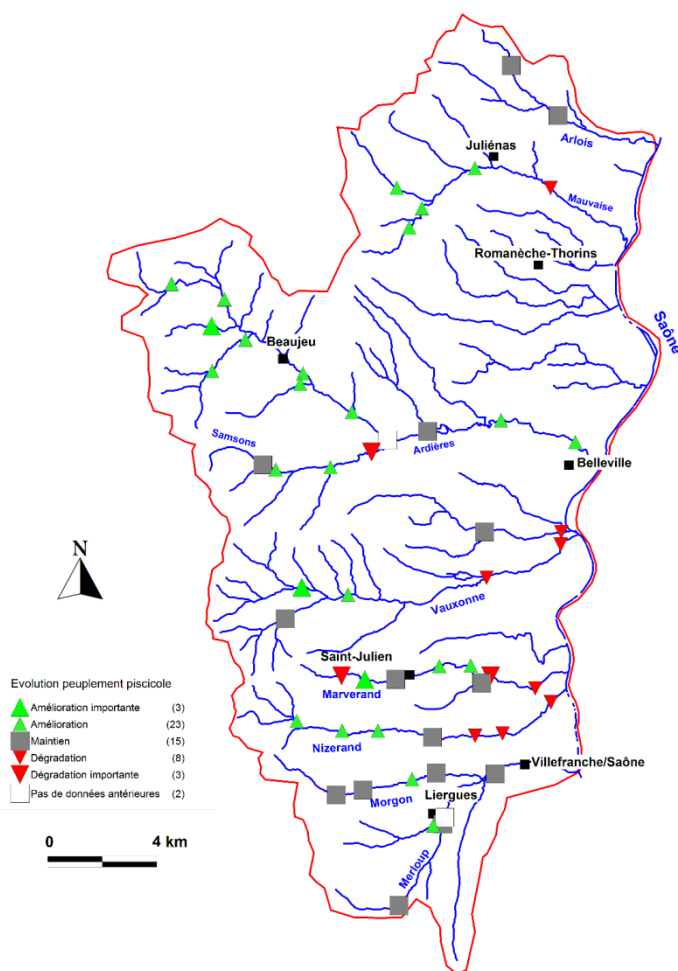 Arlois
Juliénas
Mauvaise
Romanèche-Thorins
Saône
Beaujeu
Samsons
Ardières
Belleville
N
Vauxonne
Saint-Julien
Marverand
Evolution peuplement piscicole
Amélioration importante (3)
Amélioration (23)
Maintien (15)
Dégradation (8)
Dégradation importante (3)
Pas de données antérieures (2)
Nizerand
Villefranche/Saône
Morgon
Liergues
0 4 km
Merloup